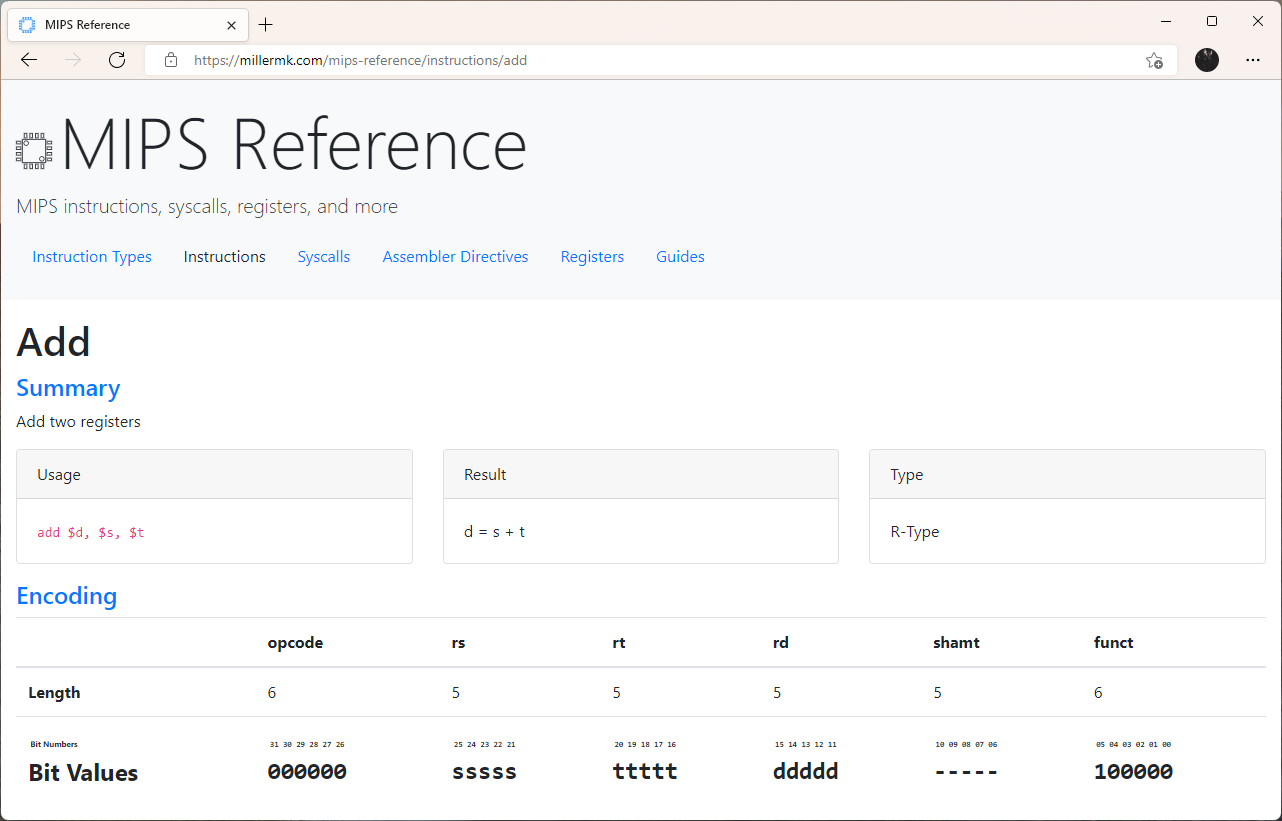 MIPS Reference
https://millermk.com/mips-reference/instructions/add
MIPS Reference
MIPS instructions, syscalls, registers, and more
Instruction Types Instructions Syscalls Assembler Directives Registers Guides
Add
Summary
Add two registers
Usage Result Type
add $d, $s, $t d = s + t R-Type
Encoding
opcode rs rt rd shamt funct
Length 6 5 5 5 5 6
Bit Numbers 31 30 29 28 27 26 25 24 23 22 21 20 19 18 17 16 15 14 13 12 11 10 09 08 07 06 05 04 03 02 01 00
Bit Values 000000 sssss ttttt ddddd ----- 100000